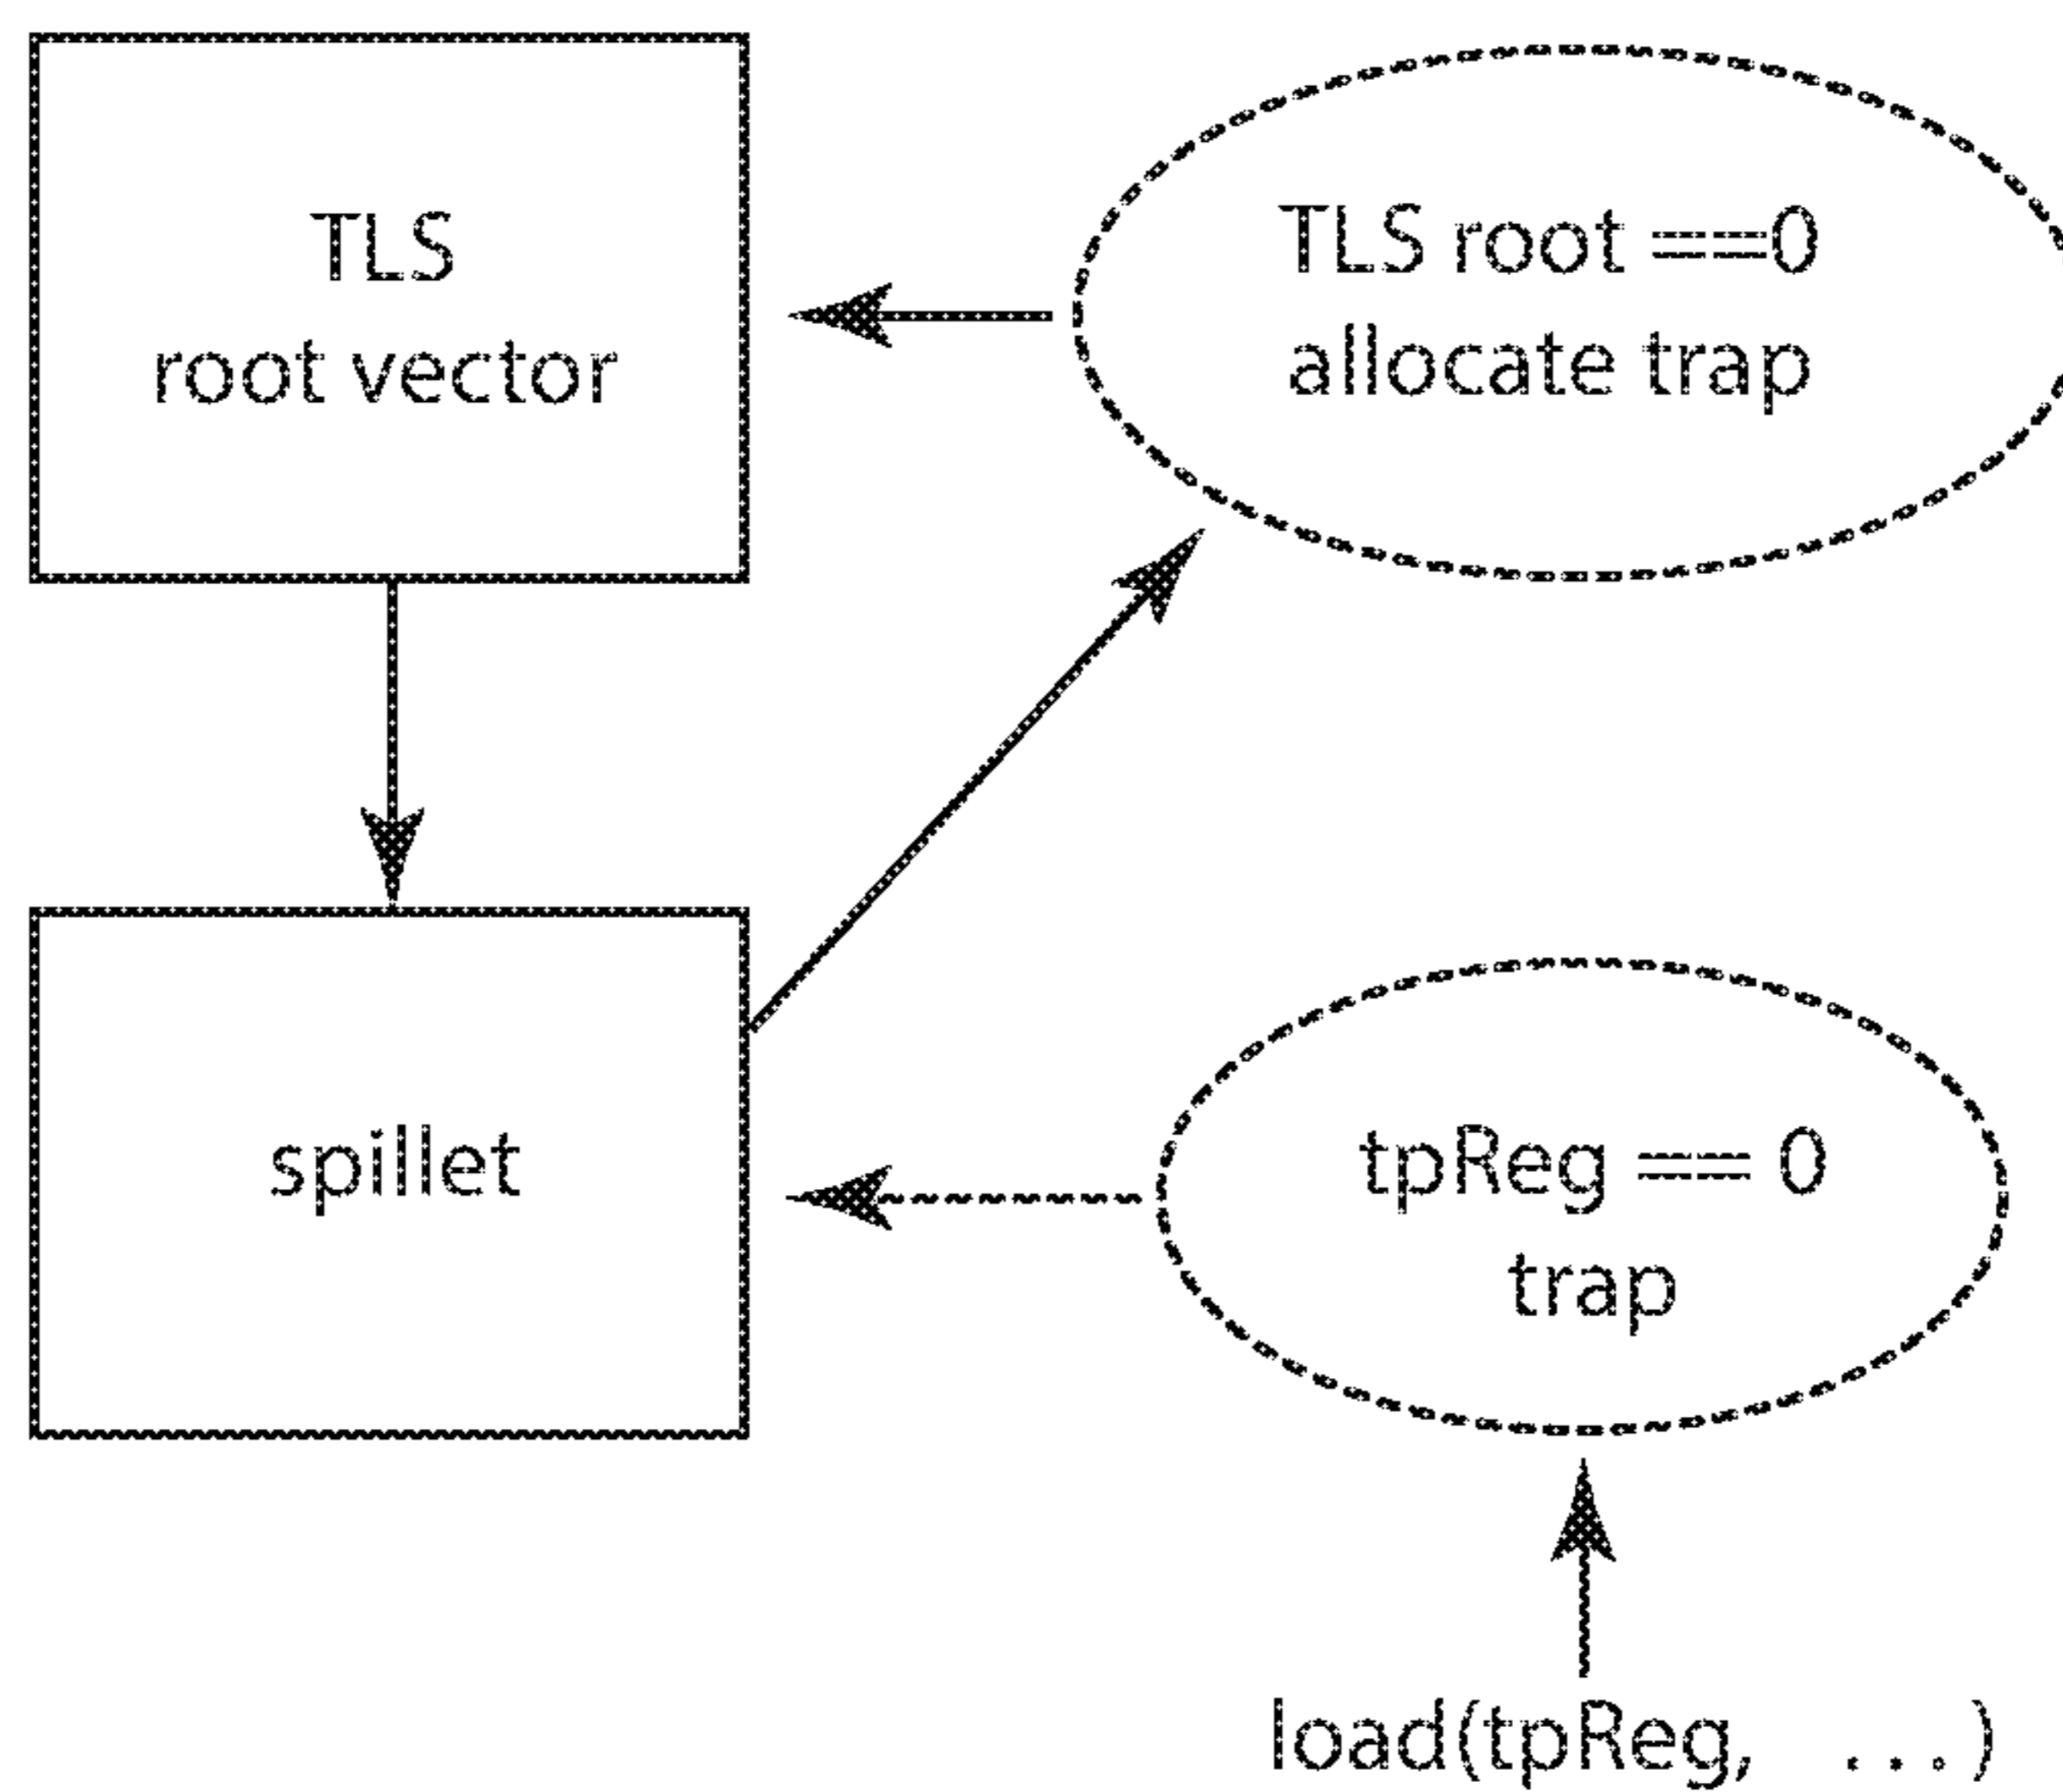 TLS
root vector
TLS root ==0
allocate trap
spillet
tpReg == 0
trap
load(tpReg, ...)